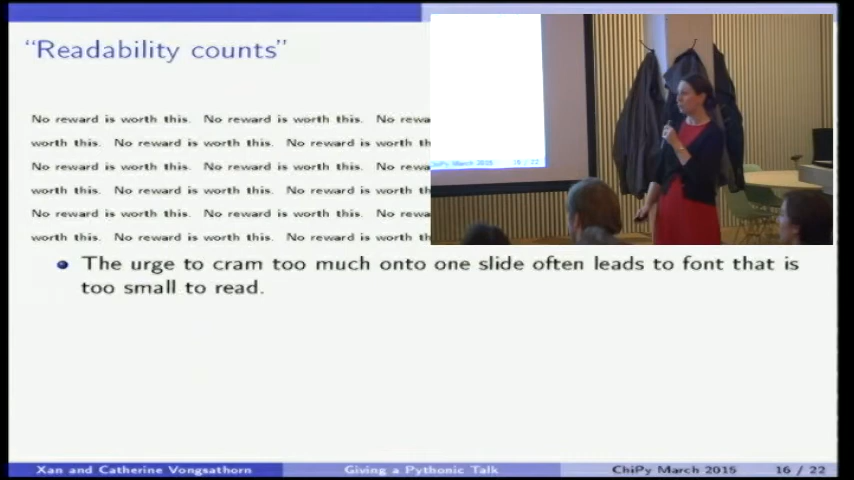 “Readability counts”
No reward is worth this. No reward is worth this. No rewa
worth this. No reward is worth this. No reward is worth th
No reward is worth this. No reward is worth this. No rewa
worth this. No reward is worth this. No reward is worth th
No reward is worth this. No reward is worth this. No rewa
worth this. No reward is worth this. No reward is worth th
ChiPy March 2015 16 / 22
The urge to cram too much onto one slide often leads to font that is
too small to read.
Xan and Catherine Vongsathorn Giving a Pythonic Talk ChiPy March 2015 16 / 22